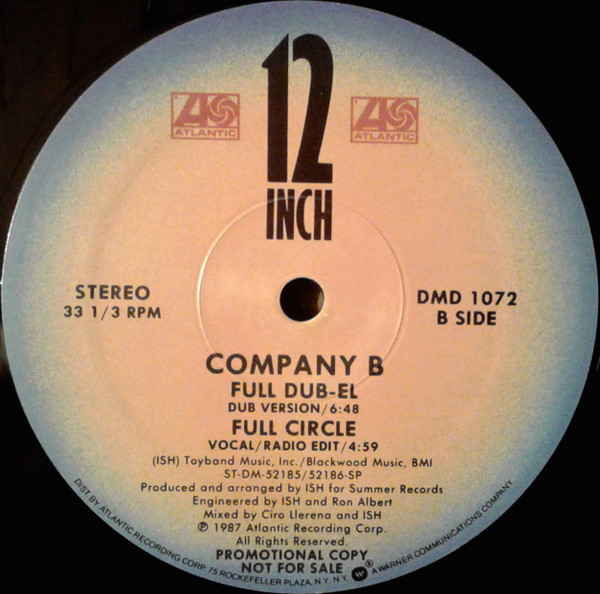 12
INCH
ATLANTIC
ATLANTIC
STEREO
33 1/3 RPM
DMD 1072
B SIDE
COMPANY B
FULL DUB-EL
DUB VERSION/6:48
FULL CIRCLE
VOCAL/RADIO EDIT/4:59
(ISH) Toyband Music, Inc./Blackwood Music, BMI
ST-DM-52185/52186-SP
Produced and arranged by ISH for Summer Records
Engineered by ISH and Ron Albert
Mixed by Ciro Llerena and ISH
℗ 1987 Atlantic Recording Corp.
All Rights Reserved.
PROMOTIONAL COPY
NOT FOR SALE
DIST. BY ATLANTIC RECORDING CORP. 75 ROCKEFELLER PLAZA, N.Y. N.Y. ® A WARNER COMMUNICATIONS COMPANY